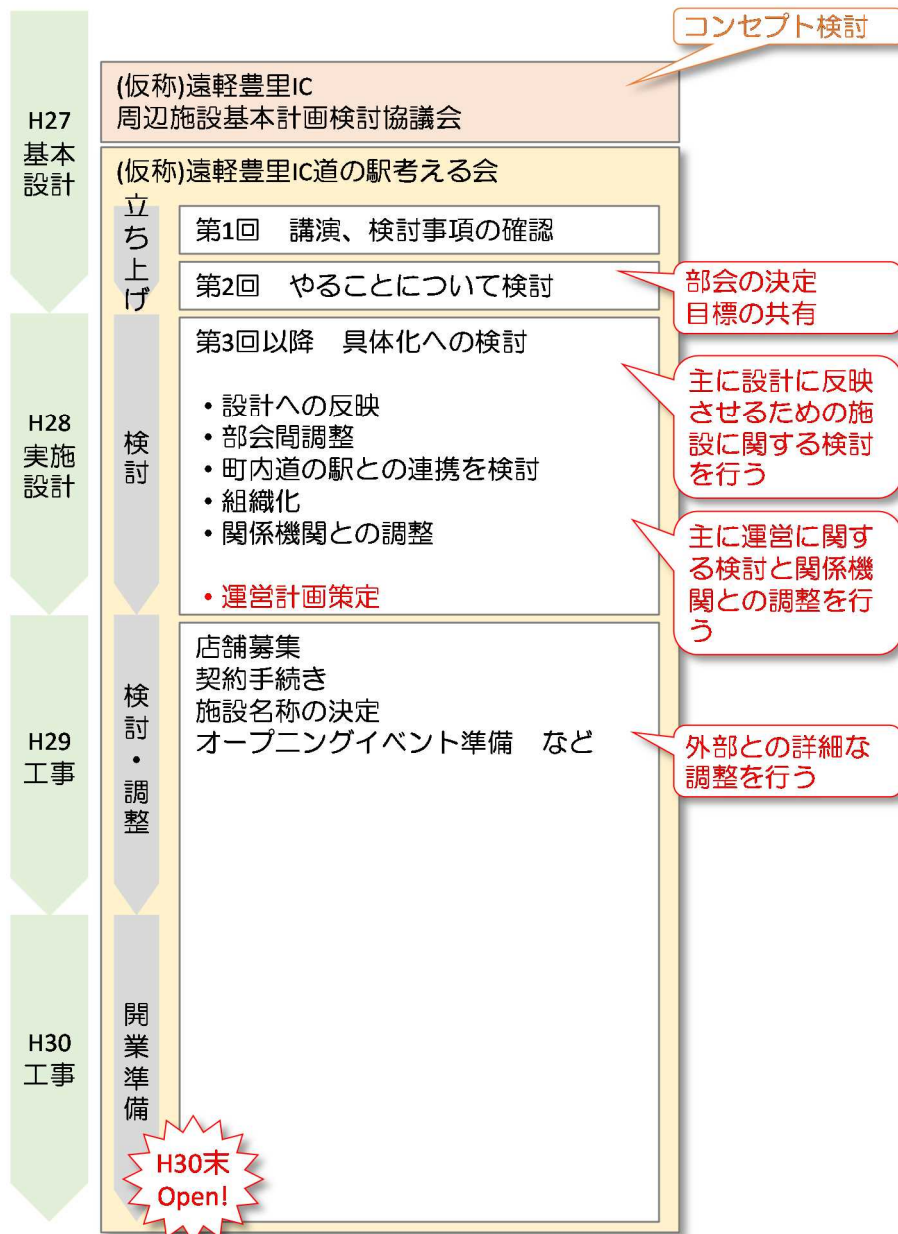 コンセプト検討
(仮称)遠軽豊里IC
周辺施設基本計画検討協議会
H27
基本
設計
(仮称)遠軽豊里IC道の駅考える会
立ち上げ
第1回　講演、検討事項の確認
第2回　やることについて検討
部会の決定
目標の共有
H28
実施
設計
検討
第3回以降　具体化への検討
・設計への反映
・部会間調整
・町内道の駅との連携を検討
・組織化
・関係機関との調整
・運営計画策定
主に設計に反映
させるための施
設に関する検討
を行う
主に運営に関す
る検討と関係機
関との調整を行
う
H29
工事
検討・調整
店舗募集
契約手続き
施設名称の決定
オープニングイベント準備　など
外部との詳細な
調整を行う
H30
工事
開業準備
H30末
Open!